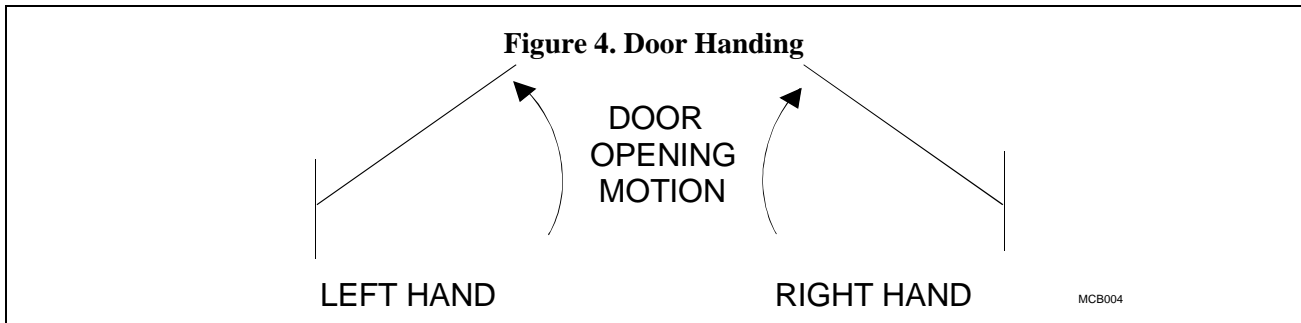 Figure 4. Door Handing
DOOR
OPENING
MOTION
LEFT HAND
RIGHT HAND
MCB004